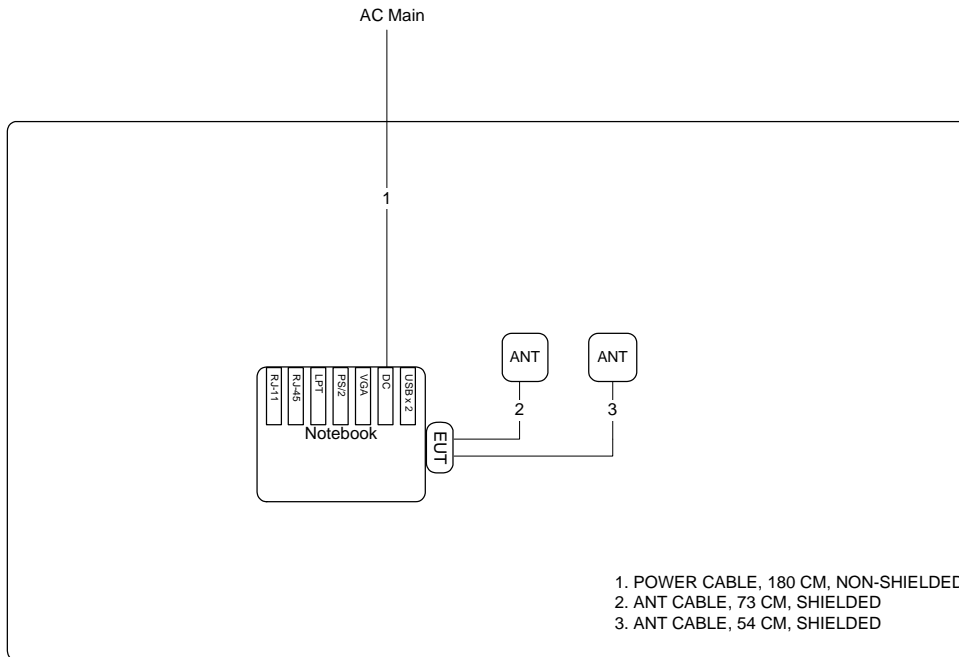 AC Main
1
ANT
ANT
RJ-11
RJ-45
LPT
PS/2
VGA
DC
USB x 2
2
3
Notebook
EUT
1. POWER CABLE, 180 CM, NON-SHIELDED
2. ANT CABLE, 73 CM, SHIELDED
3. ANT CABLE, 54 CM, SHIELDED